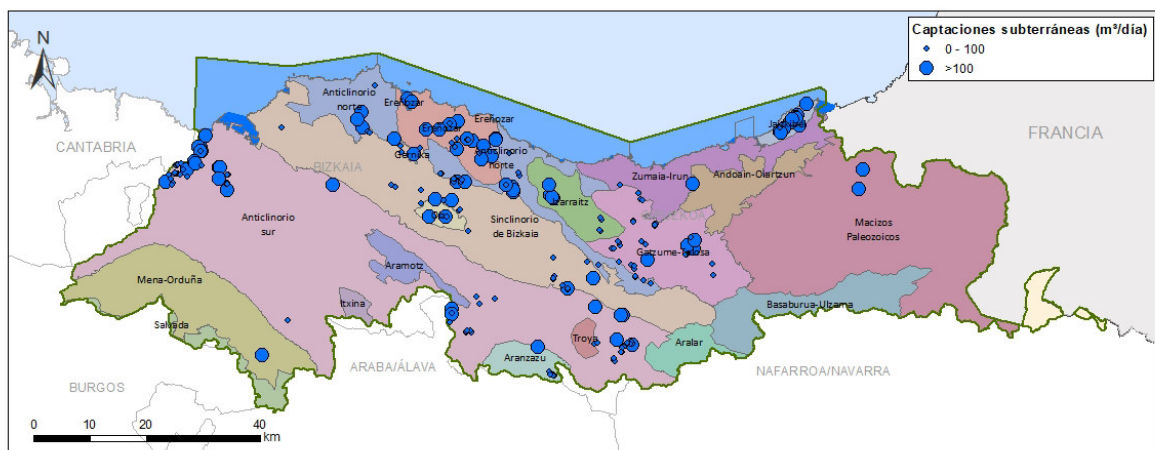 Captaciones subterráneas (m³/día)
0 - 100
>100
N
CANTABRIA
BIZKAIA
FRANCIA
Anticlinorio
norte
Ereñozar
Ereñozar
Ereñozar
Anticlinorio
norte
Gernika
Jaizkibel
Zumaia-Irun
Andoain-Oiartzun
Izarraitz
Macizos
Paleozoicos
Anticlinorio
sur
Sinclinorio
de Bizkaia
Gatzume-Tolosa
Aramotz
Mena-Orduña
Itxina
Basaburua-Ulzama
Salvada
Troya
Aralar
Aranzazu
ARABA/ÁLAVA
NAFARROA/NAVARRA
BURGOS
0 10 20 40
km